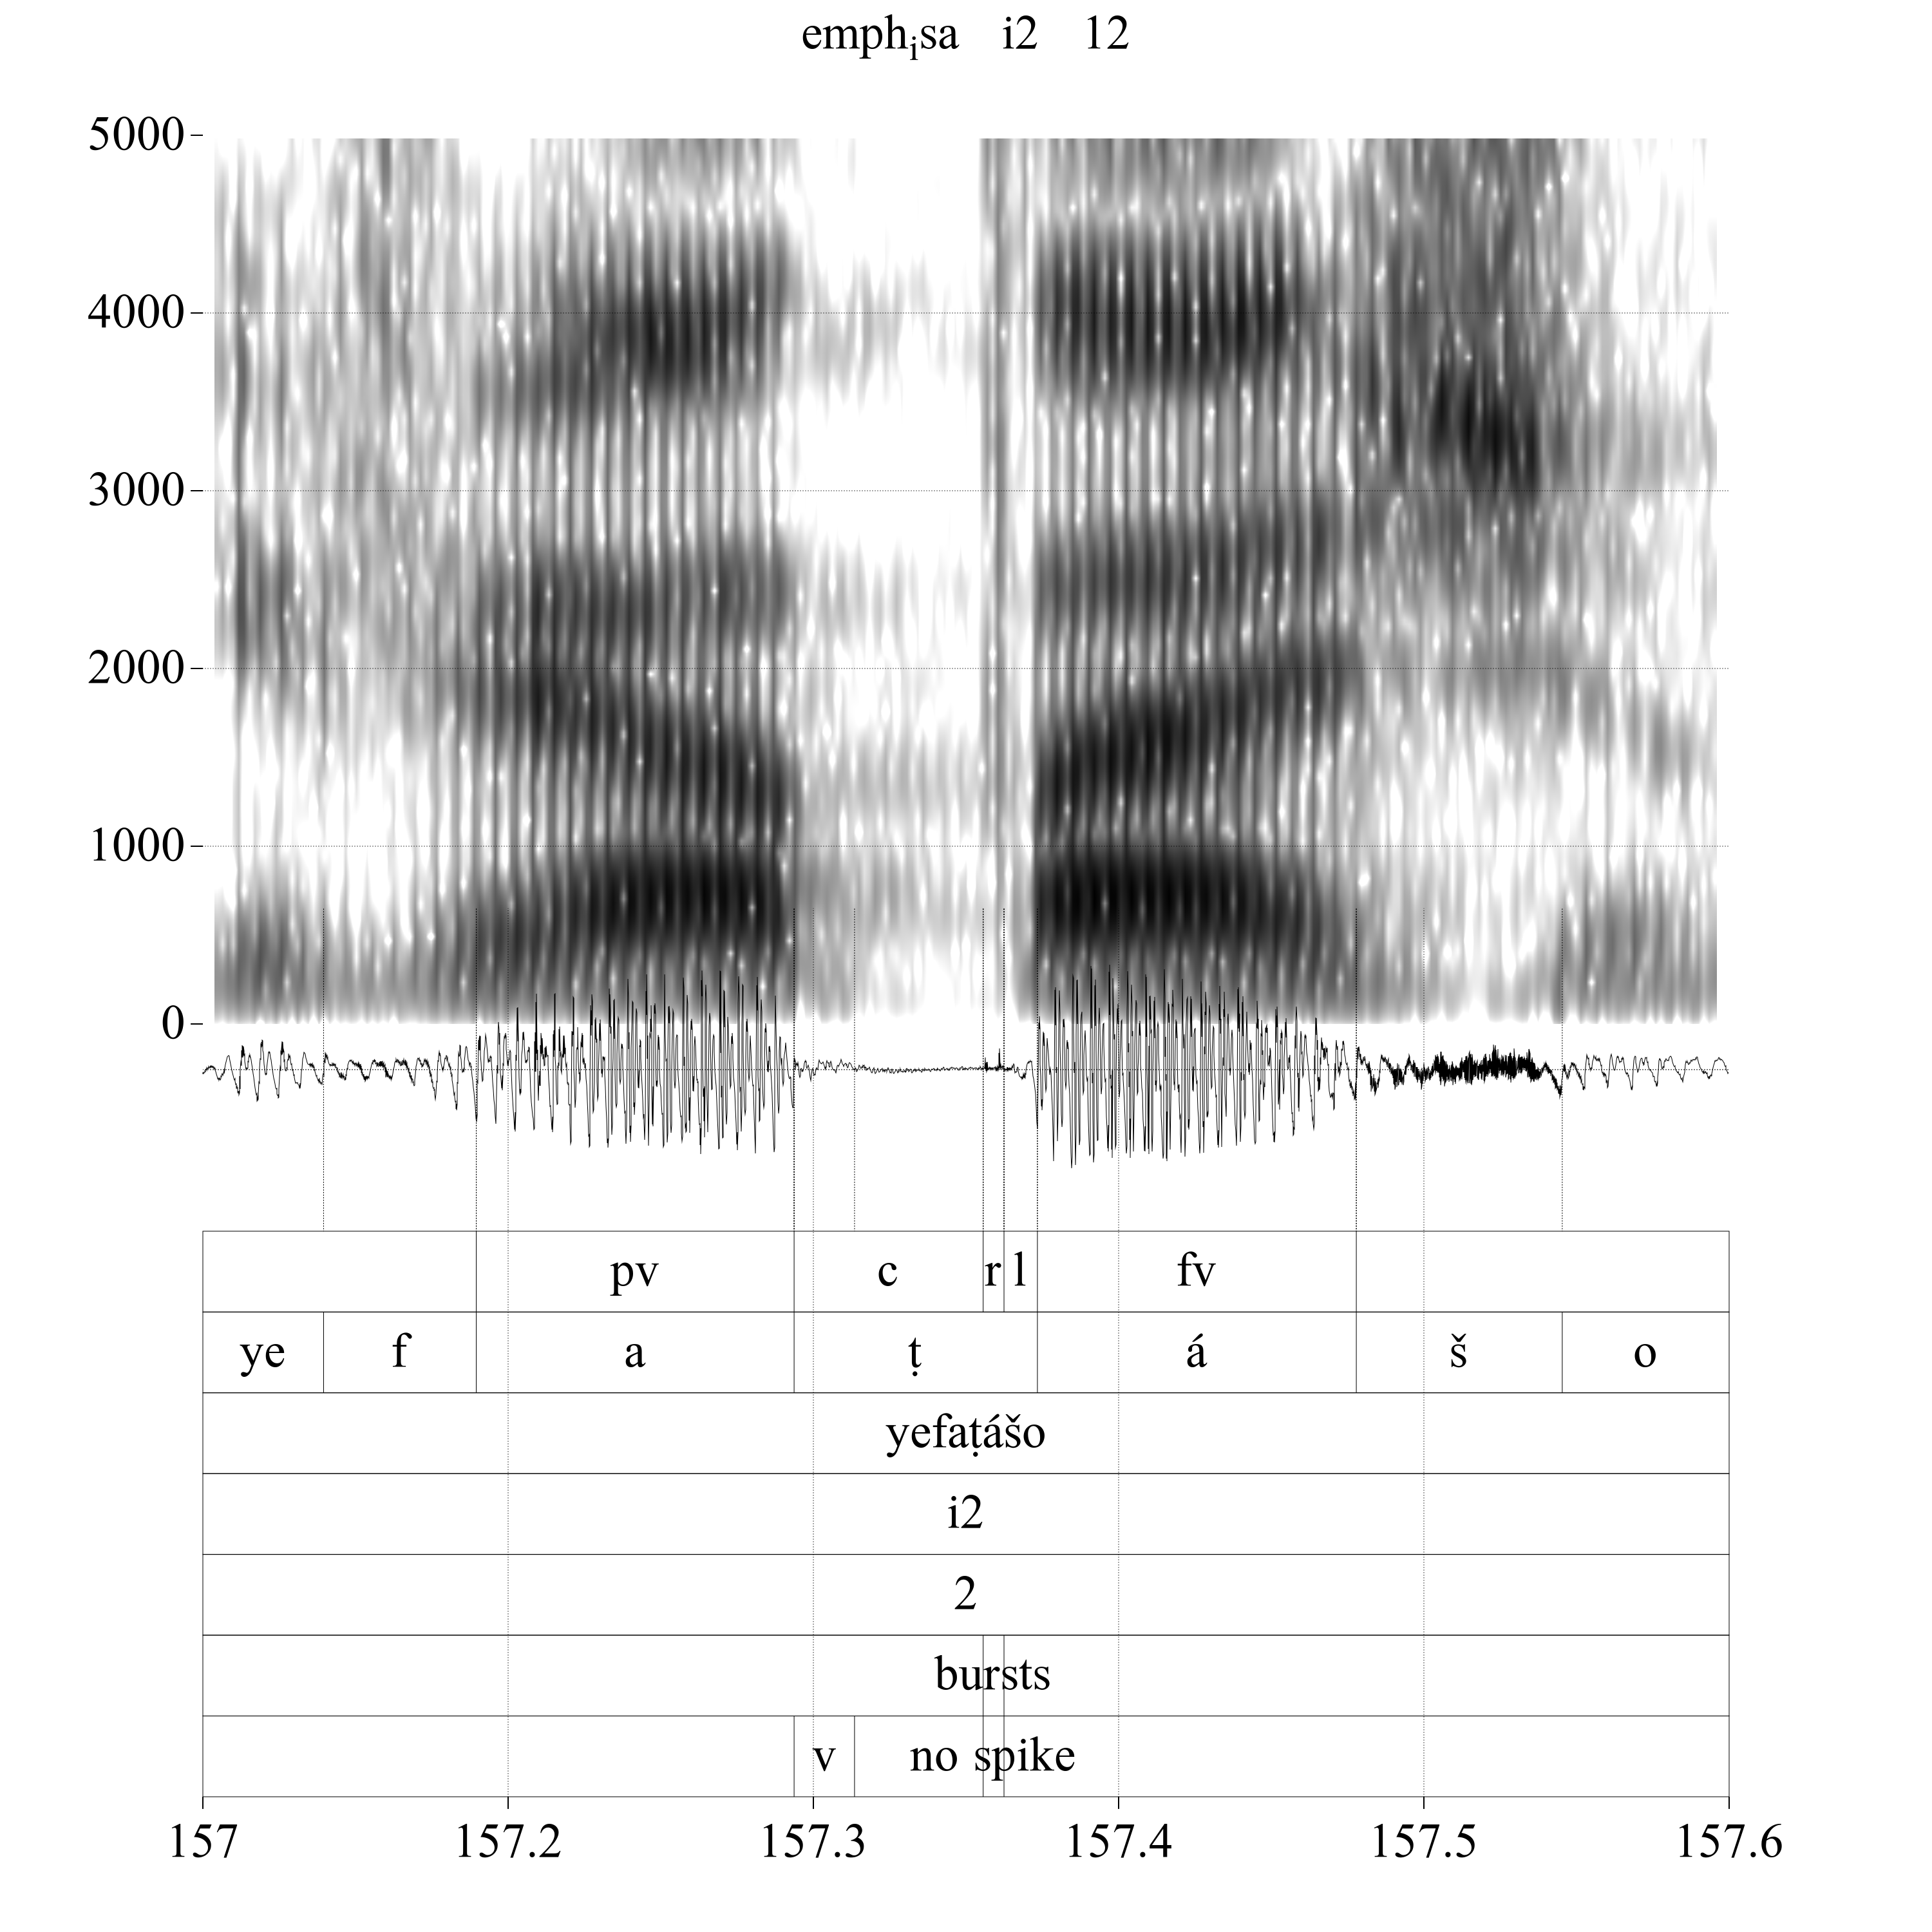 emphᵢsa i2 12
5000
4000
3000
2000
1000
0
pv c r l fv
ye f a ṭ á š o
yefaṭášo
i2
2
bursts
v no spike
157 157.2 157.3 157.4 157.5 157.6